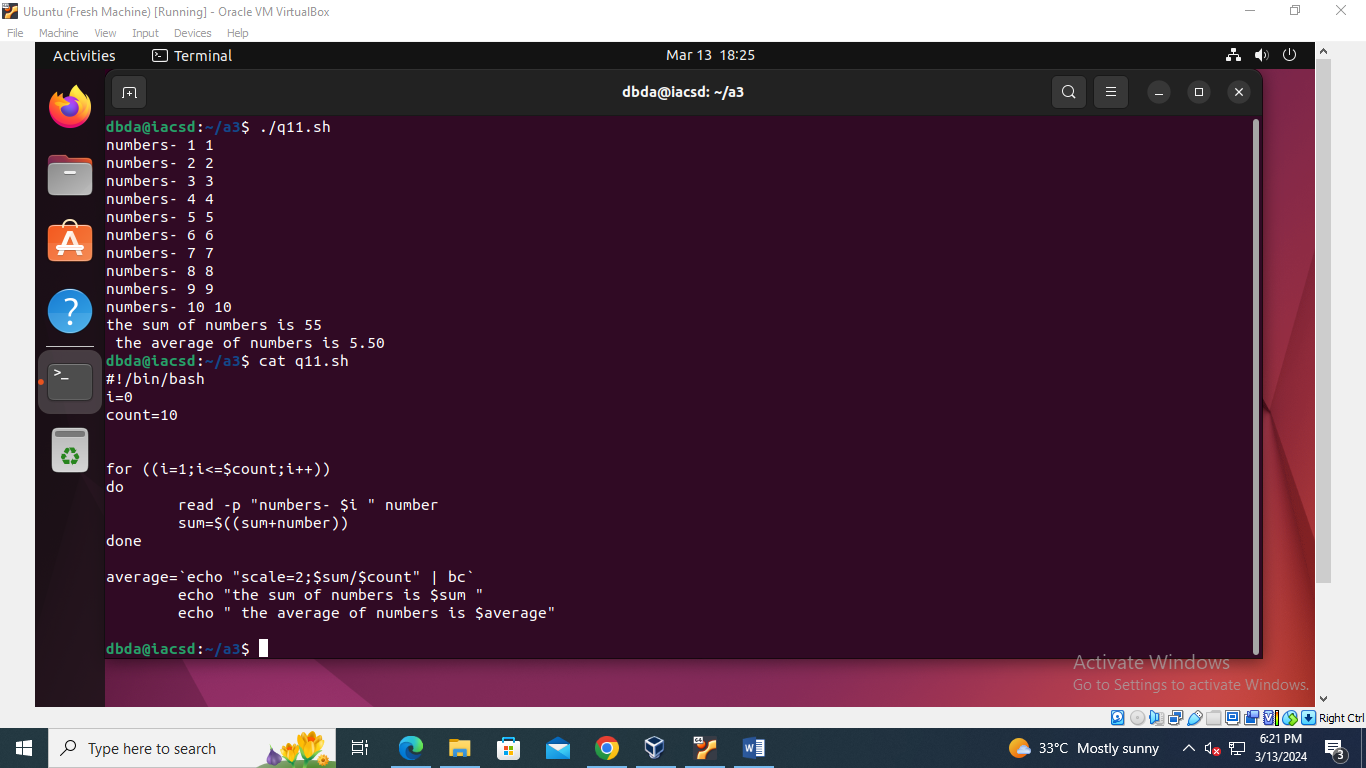 Ubuntu (Fresh Machine) [Running] - Oracle VM VirtualBox
File Machine View Input Devices Help
Activities Terminal Mar 13 18:25
dbda@iacsd: ~/a3
dbda@iacsd:~/a3$ ./q11.sh
numbers- 1 1
numbers- 2 2
numbers- 3 3
numbers- 4 4
numbers- 5 5
numbers- 6 6
numbers- 7 7
numbers- 8 8
numbers- 9 9
numbers- 10 10
the sum of numbers is 55
 the average of numbers is 5.50
dbda@iacsd:~/a3$ cat q11.sh
#!/bin/bash
i=0
count=10
for ((i=1;i<=$count;i++))
do
        read -p "numbers- $i " number
        sum=$((sum+number))
done
average=`echo "scale=2;$sum/$count" | bc`
        echo "the sum of numbers is $sum "
        echo " the average of numbers is $average"
dbda@iacsd:~/a3$
Activate Windows
Go to Settings to activate Windows.
Right Ctrl
Type here to search
33°C Mostly sunny
6:21 PM
3/13/2024
3